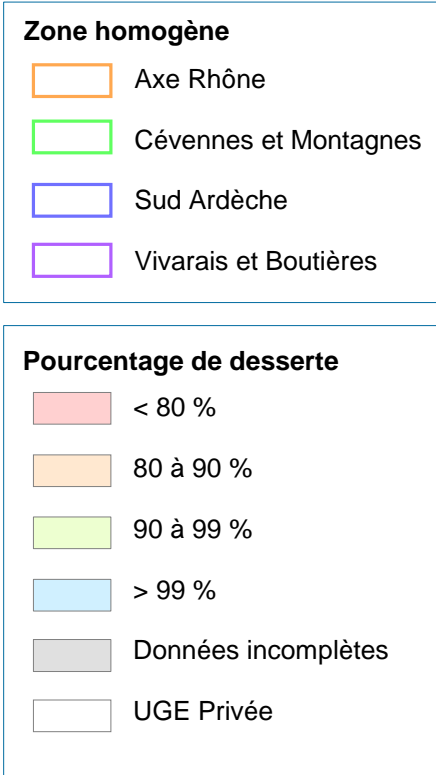 Zone homogène
Axe Rhône
Cévennes et Montagnes
Sud Ardèche
Vivarais et Boutières
Pourcentage de desserte
< 80 %
80 à 90 %
90 à 99 %
> 99 %
Données incomplètes
UGE Privée